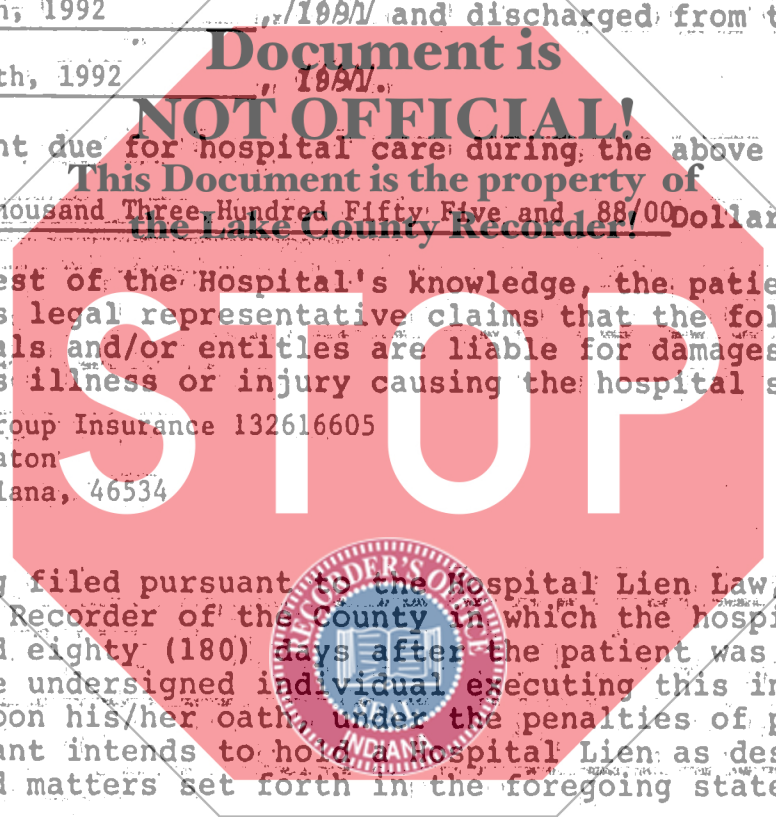 h, 1992 , /1991/ and discharged from t
Document is
th, 1992 , 1991/.
NOT OFFICIAL!
nt due for hospital care during the above
This Document is the property of
housand Three Hundred Fifty Five and 88/00 Dollar
the Lake County Recorder!
est of the Hospital's knowledge, the patie
s legal representative claims that the fol
als and/or entitles are liable for damages
s illness or injury causing the hospital s
STOP
roup Insurance 132616605
aton
iana, 46534
RECORDER'S OFFICE
g filed pursuant to the Hospital Lien Law
Recorder of the County in which the hospi
d eighty (180) days after the patient was
e undersigned individual executing this in
pon his/her oath, under the penalties of p
INDIANA
ant intends to hold a Hospital Lien as des
d matters set forth in the foregoing state